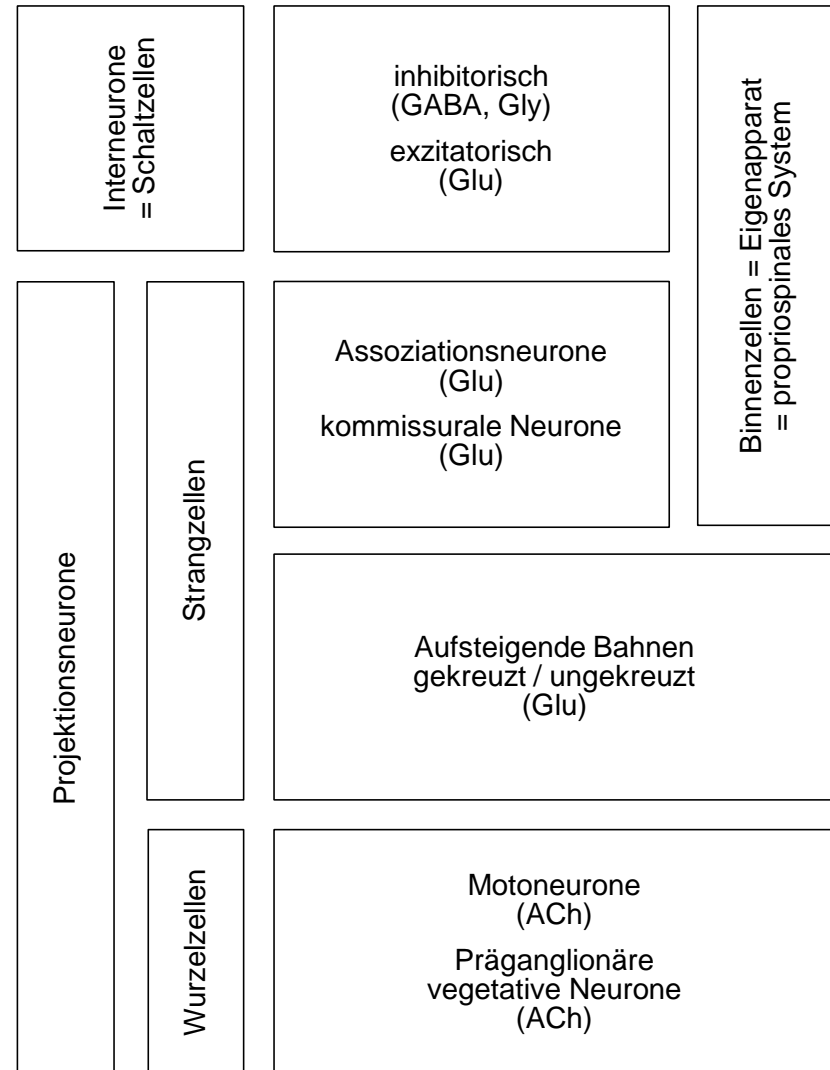 Interneurone
= Schaltzellen
inhibitorisch
(GABA, Gly)
exzitatorisch
(Glu)
Binnenzellen = Eigenapparat
= propriospinales System
Projektionsneurone
Strangzellen
Assoziationsneurone
(Glu)
kommissurale Neurone
(Glu)
Aufsteigende Bahnen
gekreuzt / ungekreuzt
(Glu)
Wurzelzellen
Motoneurone
(ACh)
Präganglionäre
vegetative Neurone
(ACh)